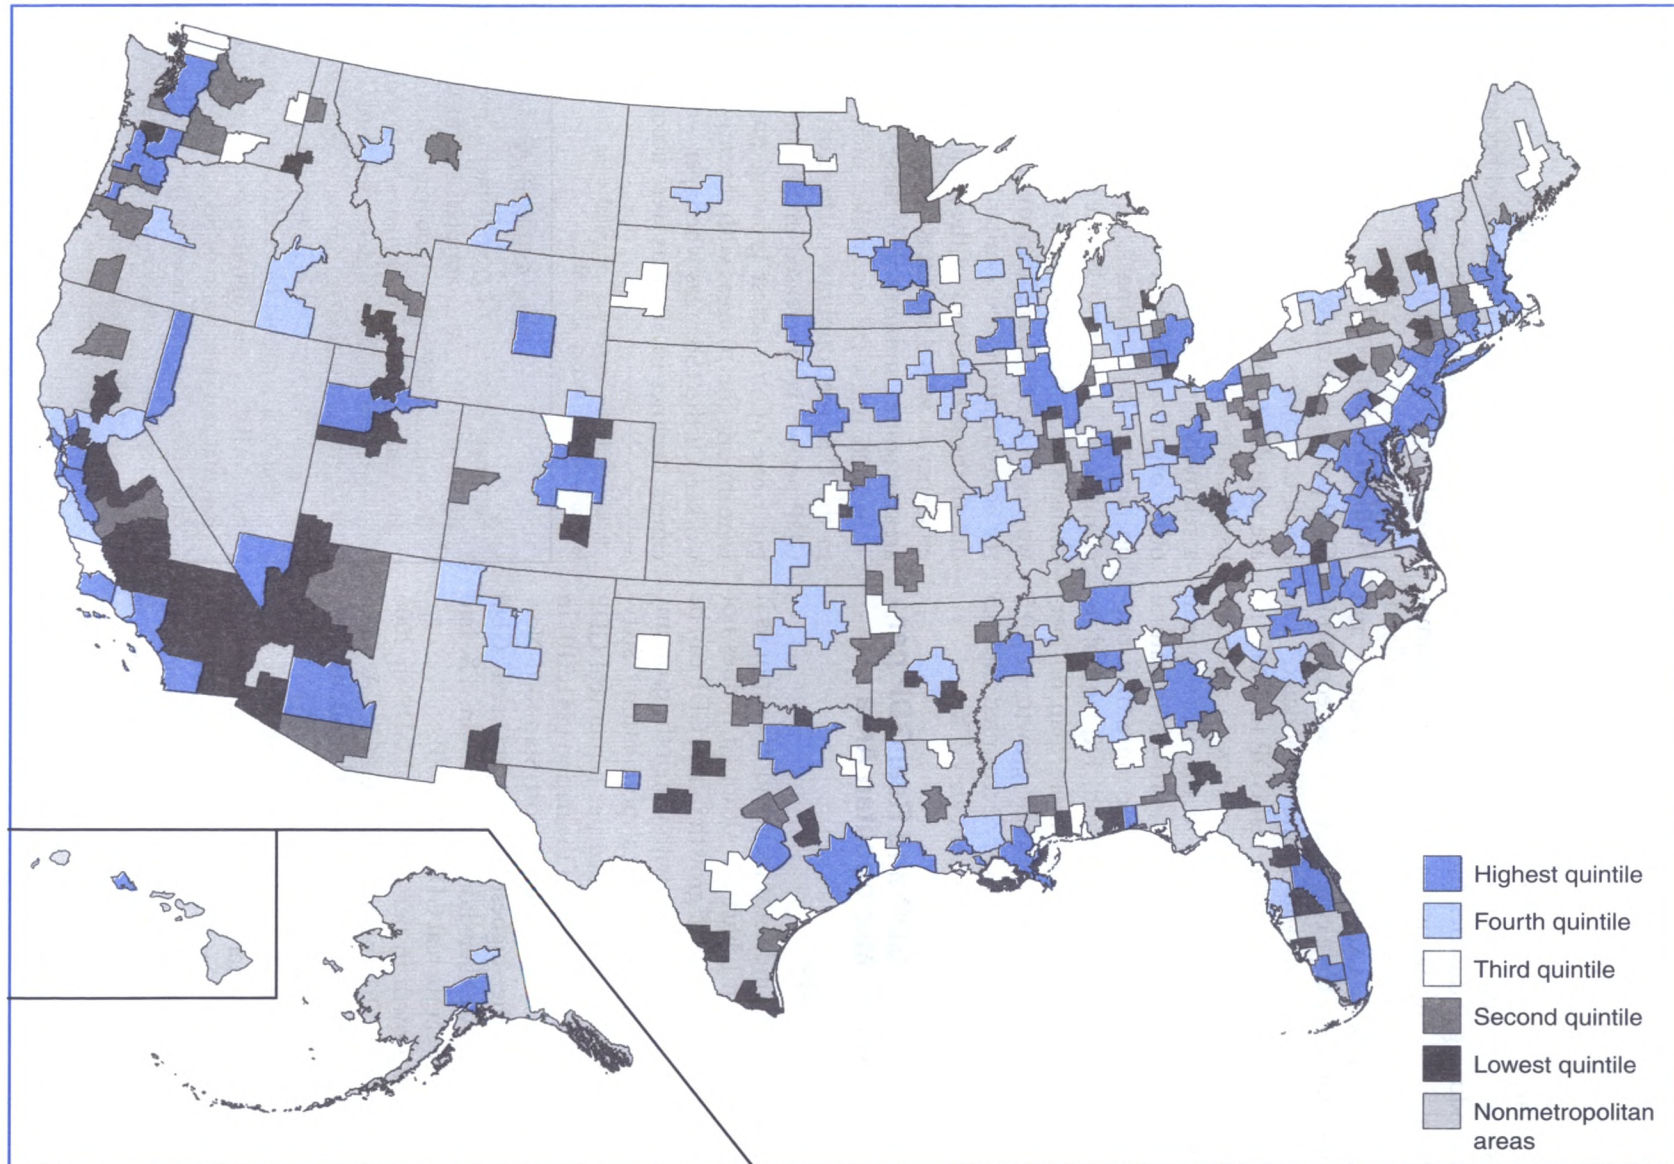 Highest quintile
Fourth quintile
Third quintile
Second quintile
Lowest quintile
Nonmetropolitan
areas